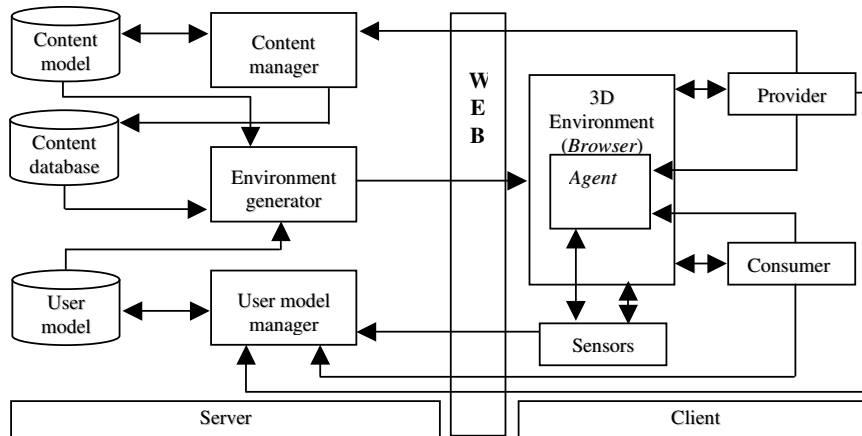 Content
model
Content
manager
W
E
B
3D
Environment
(Browser)
Provider
Content
database
Environment
generator
Agent
User
model
User model
manager
Consumer
Sensors
Server
Client